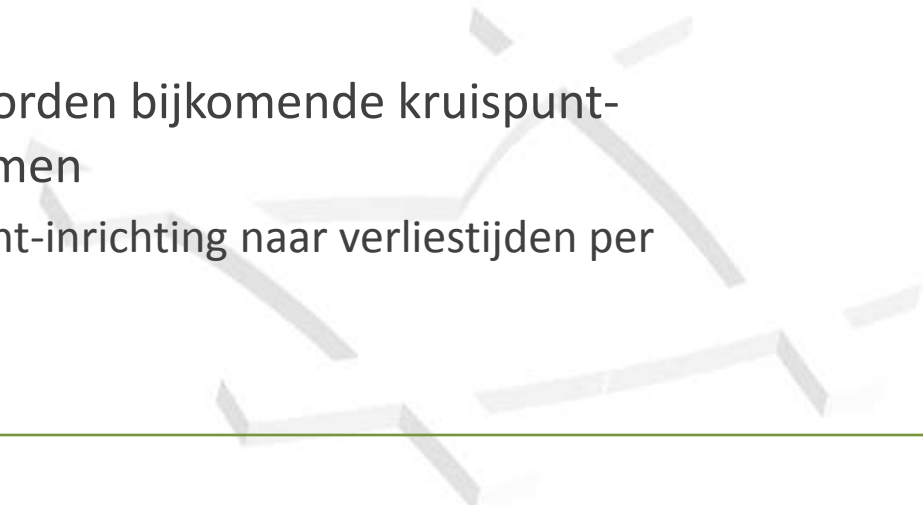 orden bijkomende kruispunt-
men
nt-inrichting naar verliestijden per